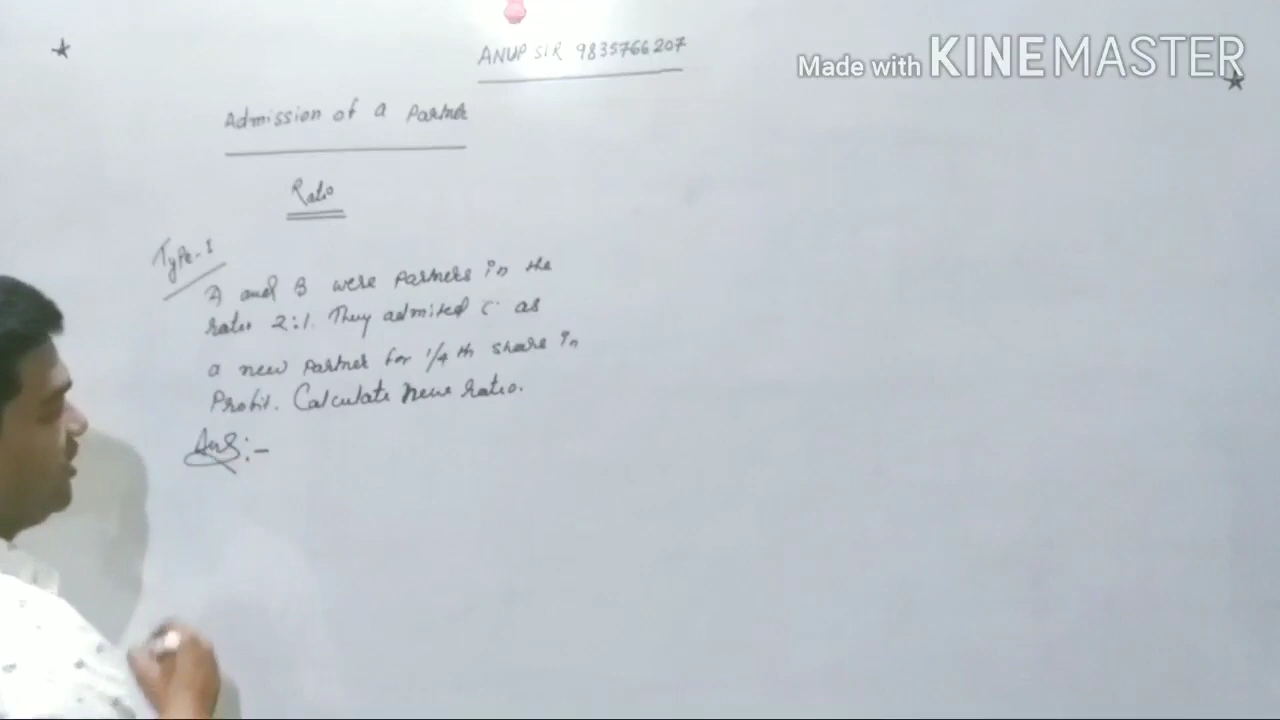 ANUP SIR 9835766207
Made with KINEMASTER
Admission of a Partner
Ratio
Type-1
A and B were partners in the
ratio 2:1. They admited C as
a new partner for 1/4 th share in
Profit. Calculate new ratio.
Ans:-